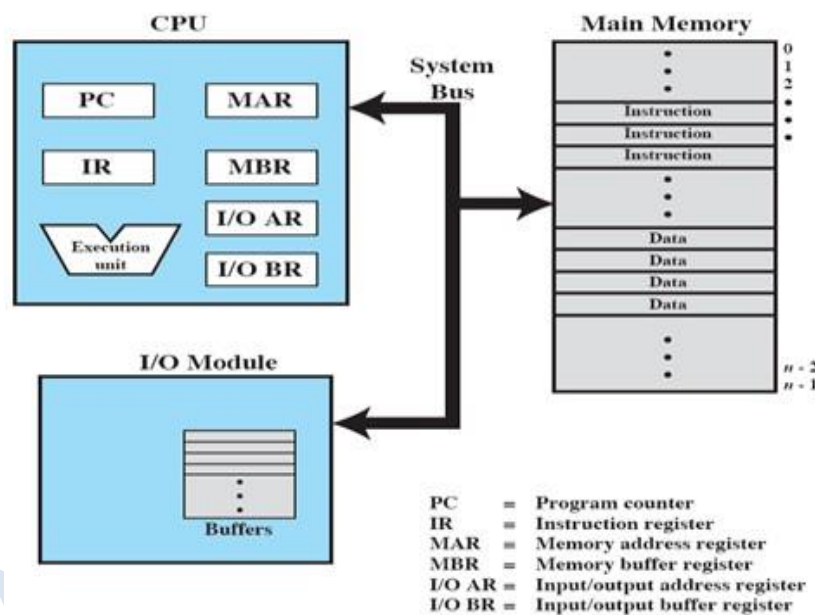 CPU
PC
MAR
IR
MBR
Execution
unit
I/O AR
I/O BR
System
Bus
Main Memory
0
1
2
Instruction
Instruction
Instruction
Data
Data
Data
Data
n - 2
n - 1
I/O Module
Buffers
PC = Program counter
IR = Instruction register
MAR = Memory address register
MBR = Memory buffer register
I/O AR = Input/output address register
I/O BR = Input/output buffer register